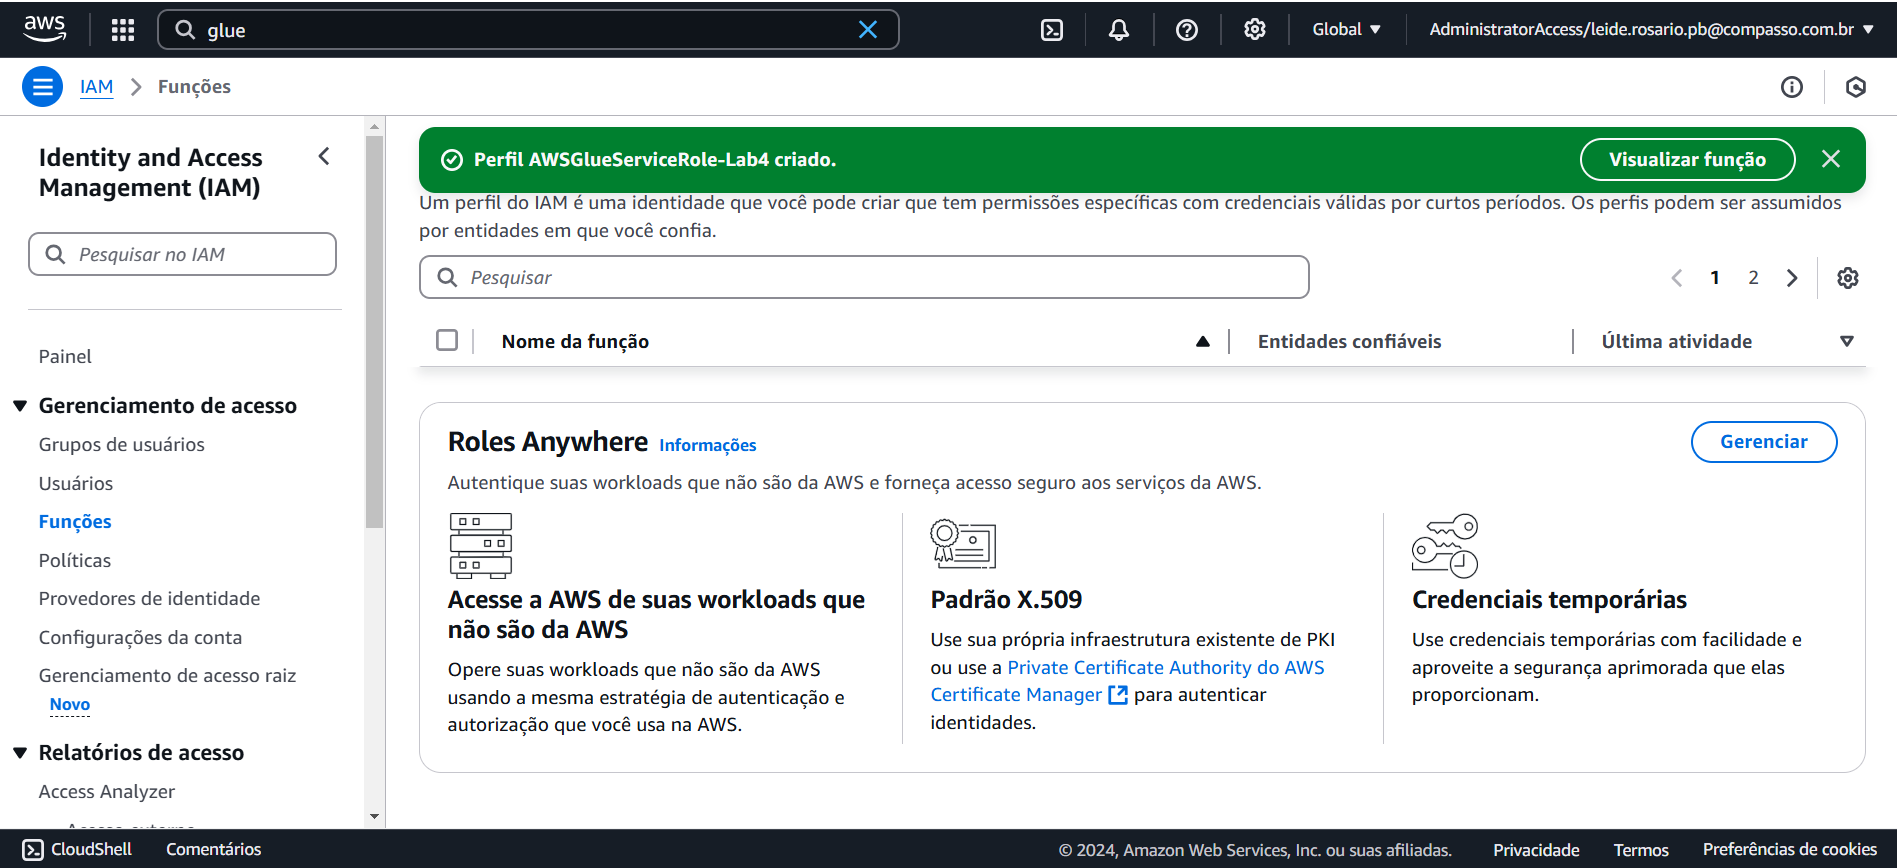 aws
glue
Global
AdministratorAccess/leide.rosario.pb@compasso.com.br
IAM
Funções
Identity and Access
Management (IAM)
Pesquisar no IAM
Painel
Gerenciamento de acesso
Grupos de usuários
Usuários
Funções
Políticas
Provedores de identidade
Configurações da conta
Gerenciamento de acesso raiz
Novo
Relatórios de acesso
Access Analyzer
Perfil AWSGlueServiceRole-Lab4 criado.
Visualizar função
Um perfil do IAM é uma identidade que você pode criar que tem permissões específicas com credenciais válidas por curtos períodos. Os perfis podem ser assumidos
por entidades em que você confia.
Pesquisar
1
2
Nome da função
Entidades confiáveis
Última atividade
Roles Anywhere
Informações
Gerenciar
Autentique suas workloads que não são da AWS e forneça acesso seguro aos serviços da AWS.
Acesse a AWS de suas workloads que
não são da AWS
Opere suas workloads que não são da AWS
usando a mesma estratégia de autenticação e
autorização que você usa na AWS.
Padrão X.509
Use sua própria infraestrutura existente de PKI
ou use a Private Certificate Authority do AWS
Certificate Manager para autenticar
identidades.
Credenciais temporárias
Use credenciais temporárias com facilidade e
aproveite a segurança aprimorada que elas
proporcionam.
CloudShell
Comentários
© 2024, Amazon Web Services, Inc. ou suas afiliadas.
Privacidade
Termos
Preferências de cookies